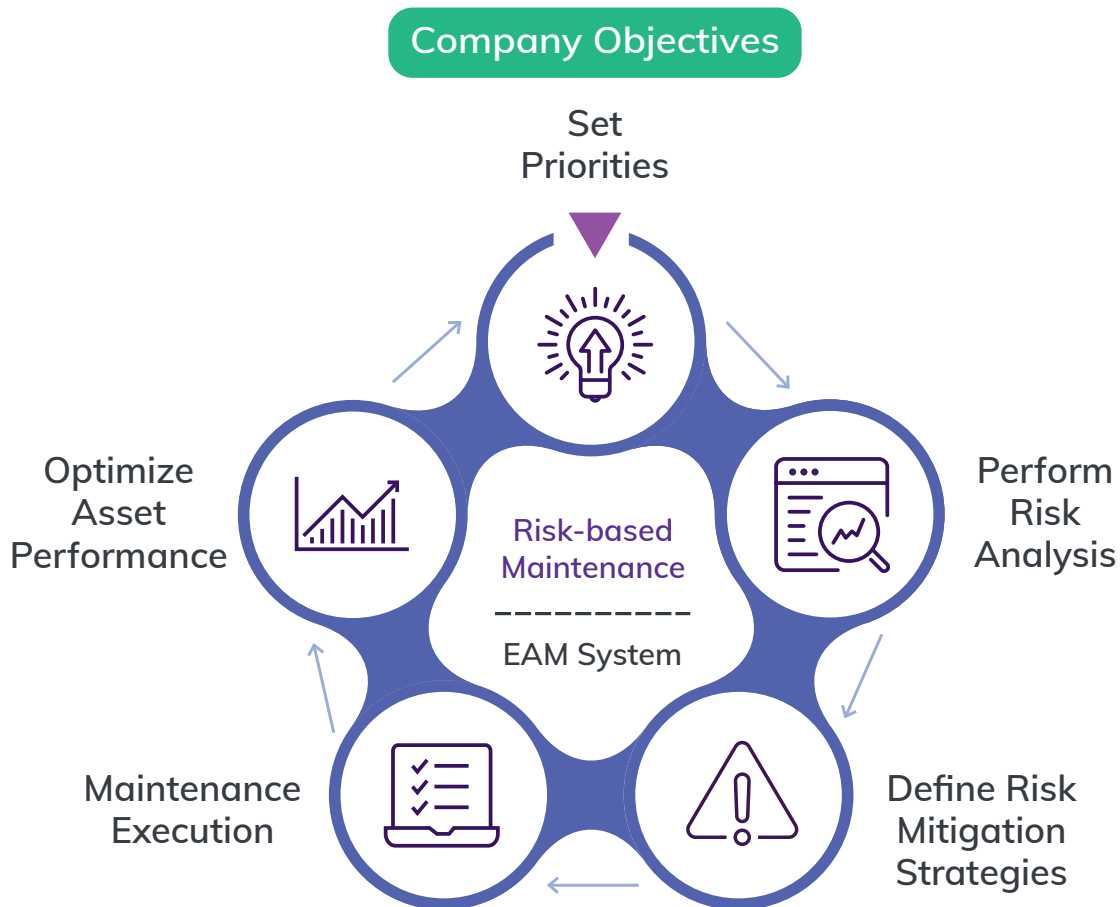 Company Objectives
Set
Priorities
Optimize
Asset
Performance
Perform
Risk
Analysis
Risk-based
Maintenance
EAM System
Maintenance
Execution
Define Risk
Mitigation
Strategies